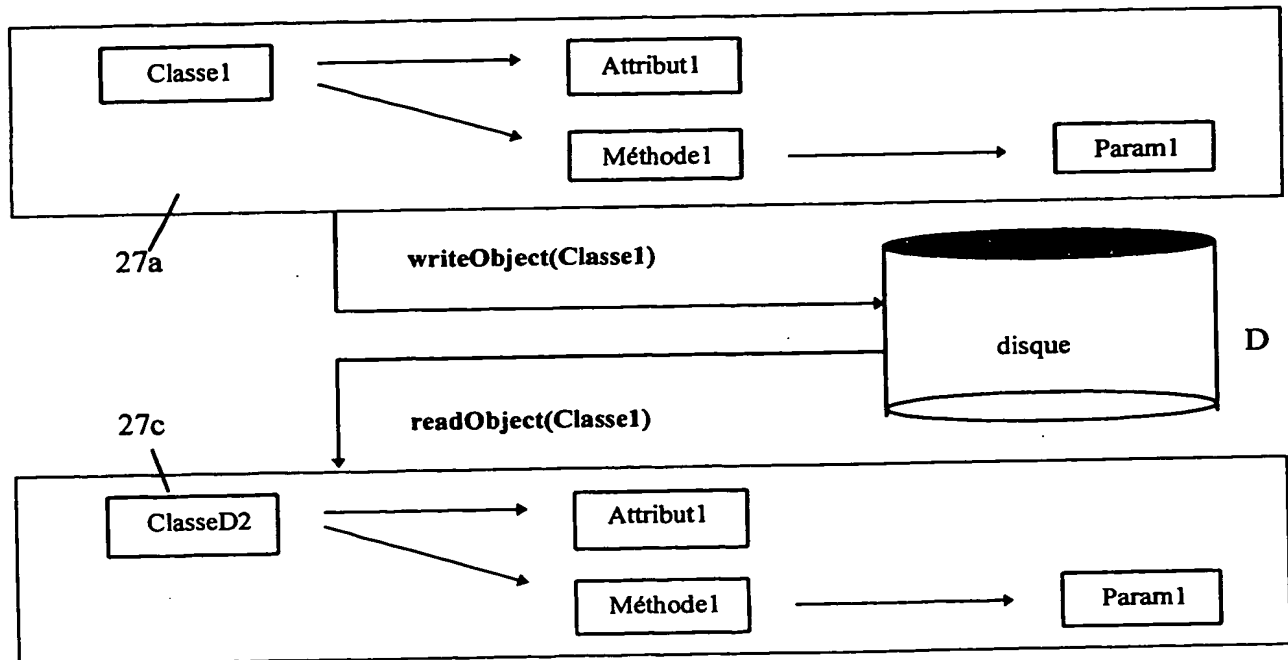 Classe1
Attribut1
Méthode1
Param1
27a
writeObject(Classe1)
disque
D
readObject(Classe1)
27c
ClasseD2
Attribut1
Méthode1
Param1